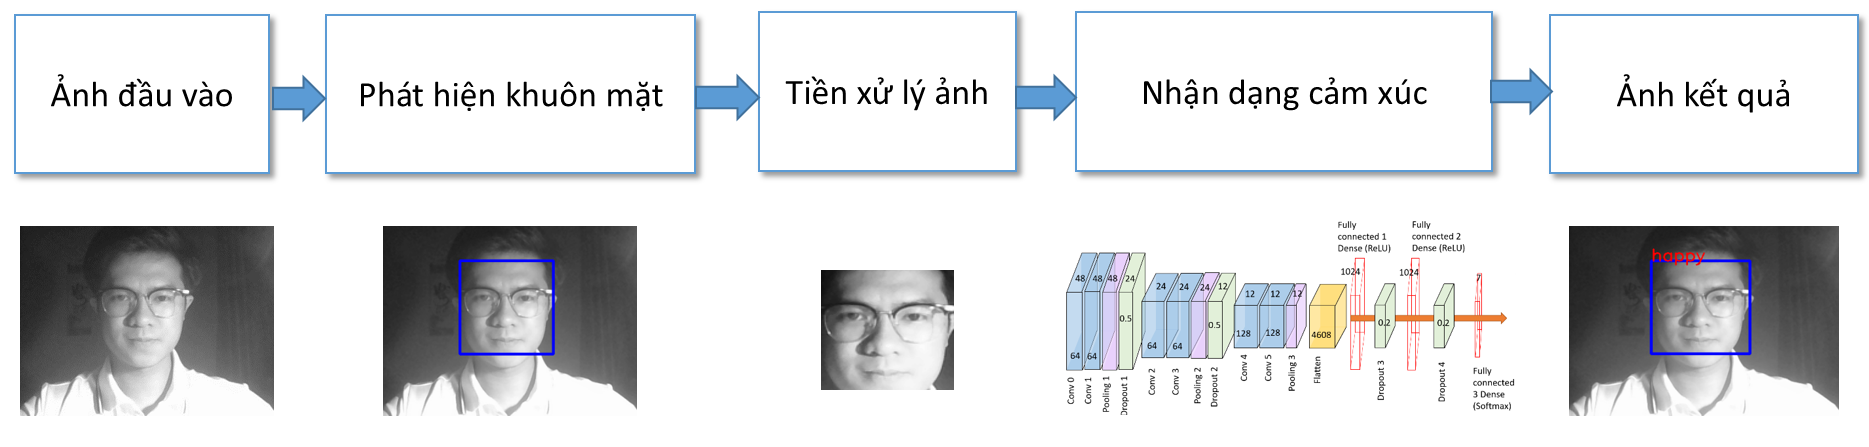 Ảnh đầu vào
Phát hiện khuôn mặt
Tiền xử lý ảnh
Nhận dạng cảm xúc
Ảnh kết quả
Fully
connected 1
Dense (ReLU)
Fully
connected 2
Dense (ReLU)
48
48
48
24
24
24
24
12
12
12
12
1024
1024
7
0.5
0.5
0.2
0.2
64
64
64
64
128
128
4608
Conv 0
Conv 1
Pooling 1
Dropout 1
Conv 2
Conv 3
Pooling 2
Dropout 2
Conv 4
Conv 5
Pooling 3
Flatten
Dropout 3
Dropout 4
Fully
connected
3 Dense
(Softmax)
happy